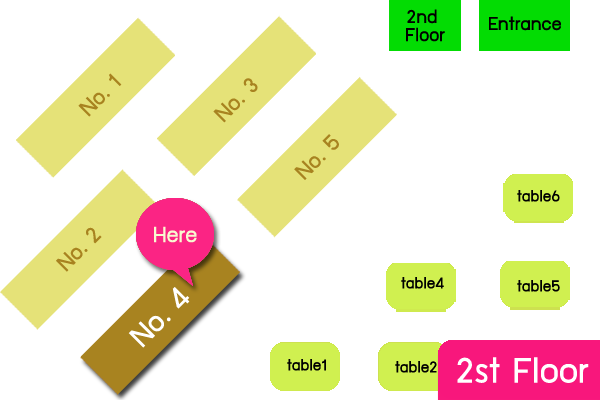 2nd
Floor
Entrance
No. 1
No. 3
No. 5
table6
No. 2
Here
table4
table5
No. 4
table1
table2
2st Floor